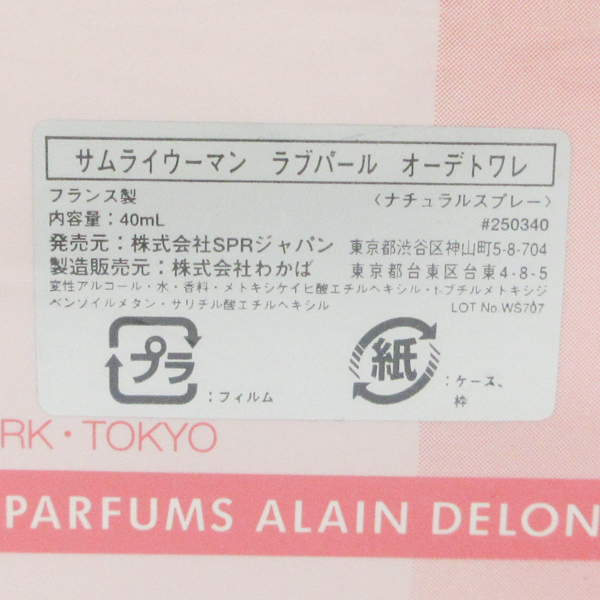 サムライウーマン ラブパール オーデトワレ
フランス製 〈ナチュラルスプレー〉
内容量：40mL #250340
発売元：株式会社SPRジャパン 東京都渋谷区神山町5-8-704
製造販売元：株式会社わかば 東京都台東区台東4-8-5
変性アルコール・水・香料・メトキシケイヒ酸エチルヘキシル・t-ブチルメトキシジ
ベンゾイルメタン・サリチル酸エチルヘキシル LOT No.WS707
プラ
：フィルム
紙
：ケース、
枠
RK・TOKYO
PARFUMS ALAIN DELON